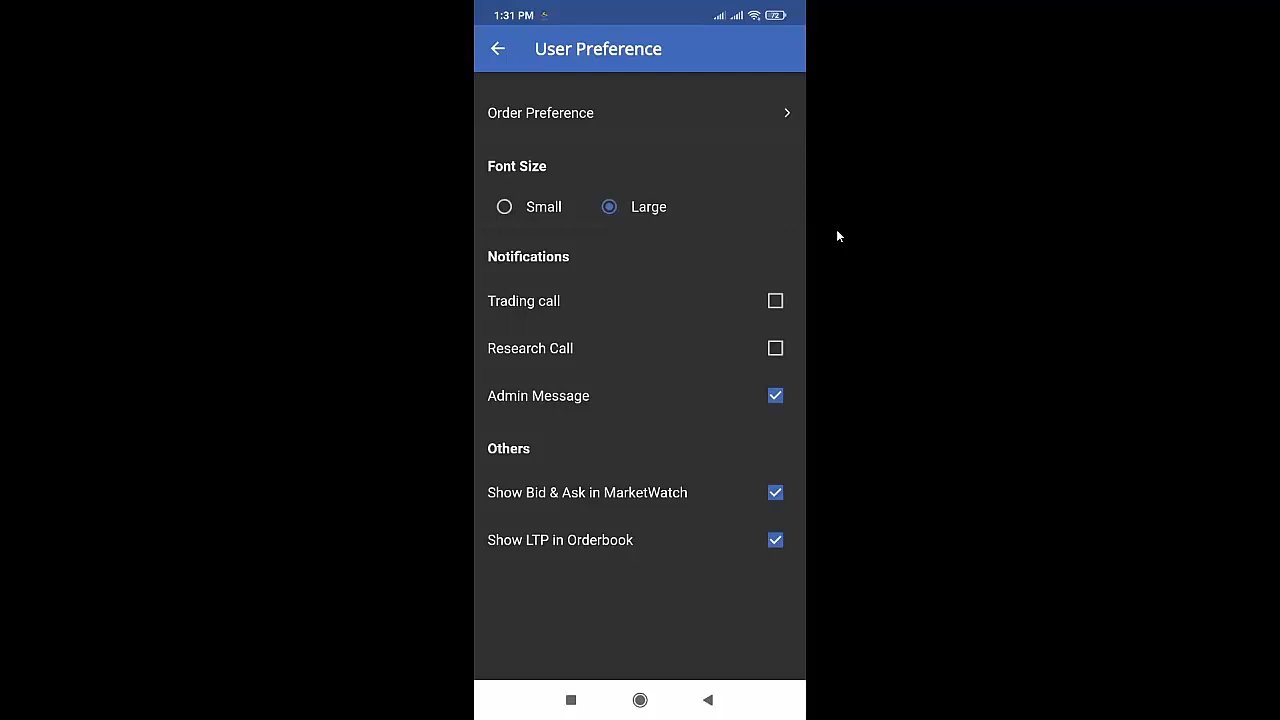 1:31 PM 72
User Preference
Order Preference
Font Size
Small Large
Notifications
Trading call
Research Call
Admin Message
Others
Show Bid & Ask in MarketWatch
Show LTP in Orderbook